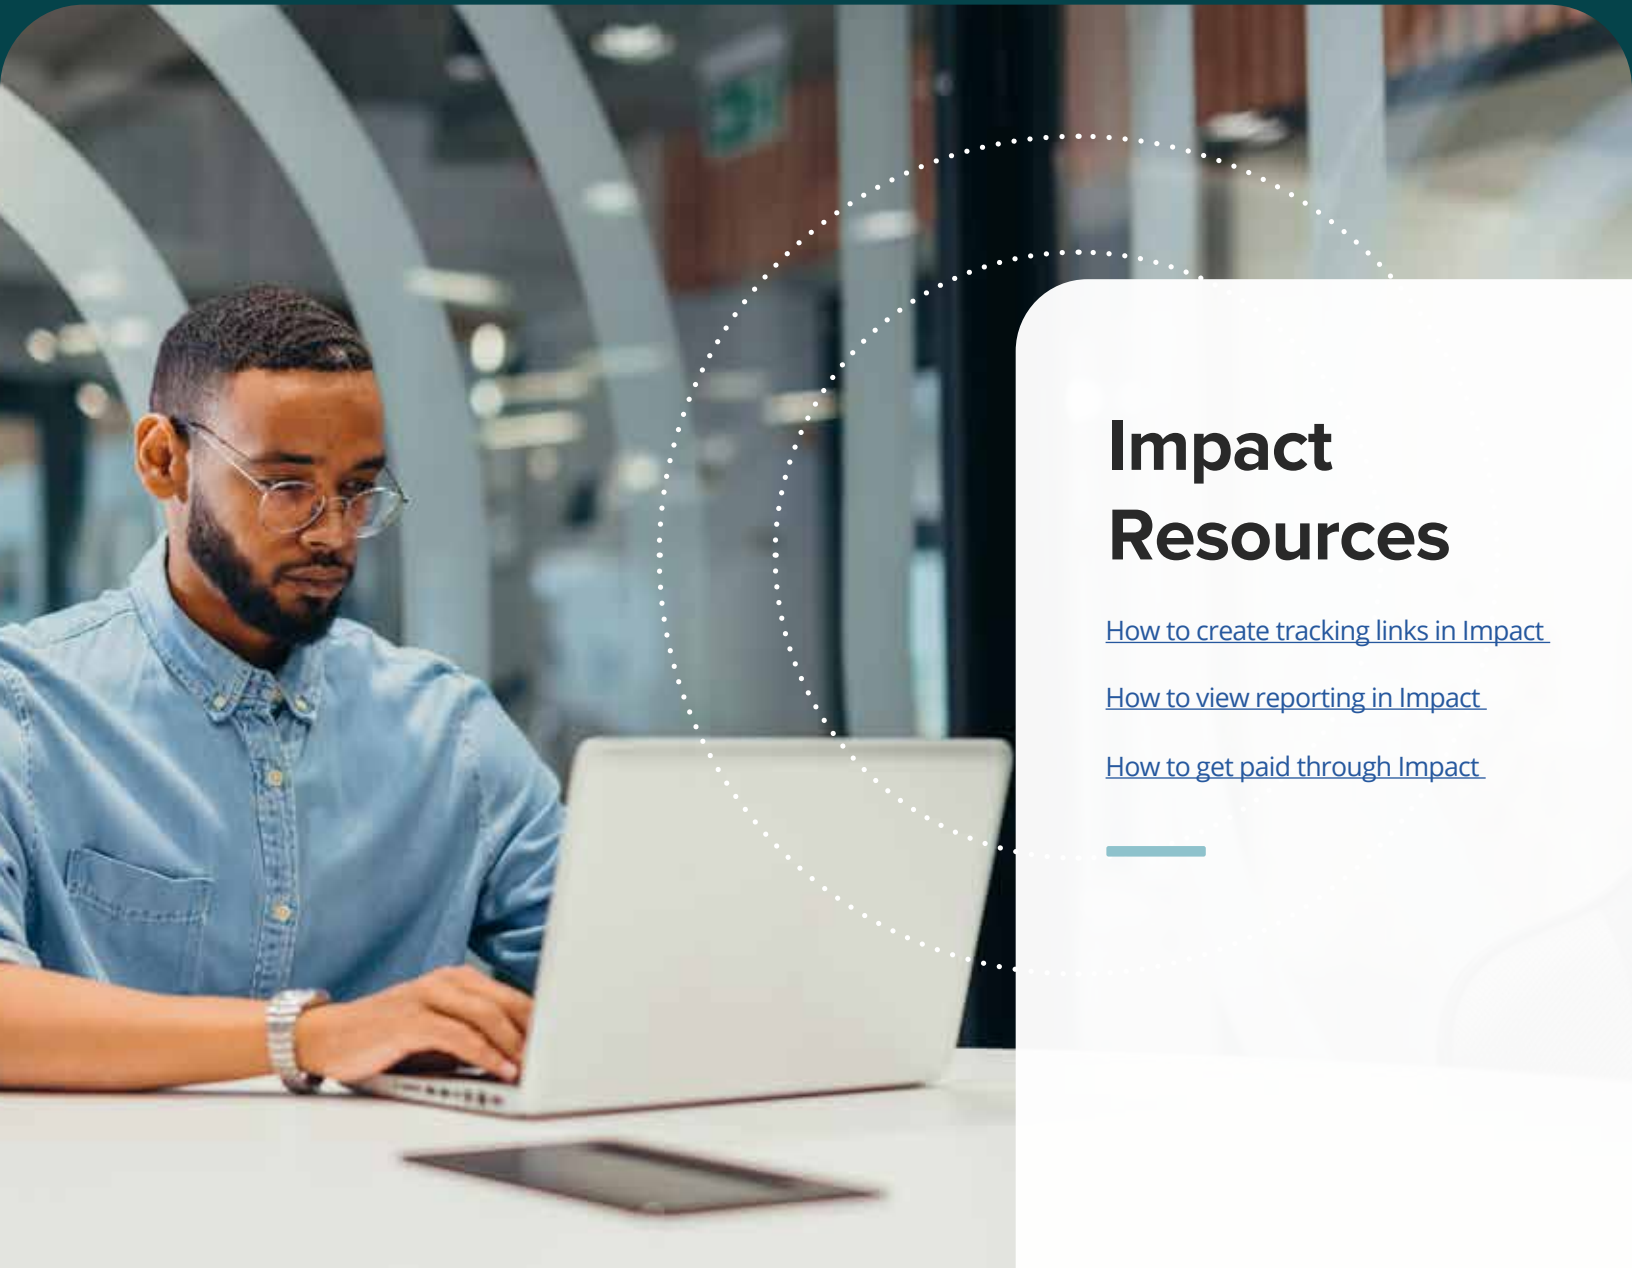 Impact
Resources
How to create tracking links in Impact
How to view reporting in Impact
How to get paid through Impact